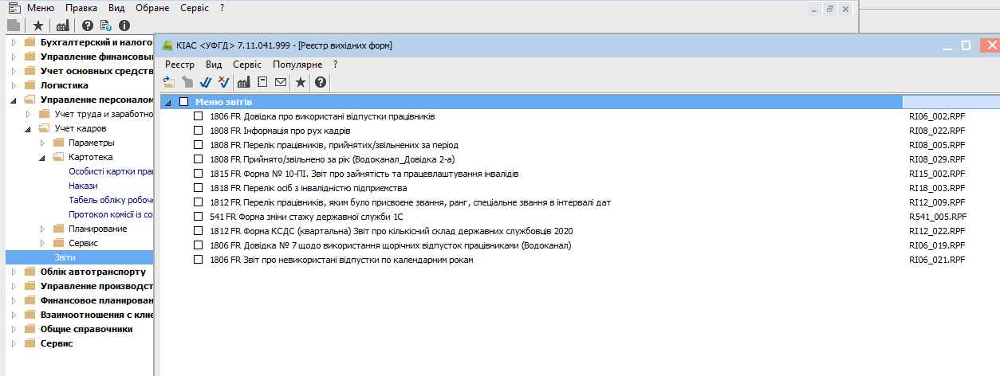 Меню Правка Вид Обране Сервіс ?
Бухгалтерский и налого
Управление финансовы
Учет основных средств
Логистика
Управление персоналом
Учет труда и заработно
Учет кадров
Параметры
Картотека
Особисті картки пра
Накази
Табель обліку робоч
Протокол комісії із со
Планирование
Сервис
Звіти
Облік автотранспорту
Управление производст
Финансовое планирован
Взаимоотношения с клие
Общие справочники
Сервис
КІАС <УФГД> 7.11.041.999 - [Реєстр вихідних форм]
Реєстр Вид Сервіс Популярне ?
Меню звітів
1806 FR Довідка про використані відпустки працівників RI06_002.RPF
1808 FR Інформація про рух кадрів RI08_022.RPF
1808 FR Перелік працівників, прийнятих/звільнених за період RI08_005.RPF
1808 FR Прийнято/звільнено за рік (Водоканал_Довідка 2-а) RI08_029.RPF
1815 FR Форма № 10-ПІ. Звіт про зайнятість та працевлаштування інвалідів RI15_002.RPF
1818 FR Перелік осіб з інвалідністю підприємства RI18_003.RPF
1812 FR Перелік працівників, яким було присвоєне звання, ранг, спеціальне звання в інтервалі дат RI12_009.RPF
541 FR Форма зміни стажу державної служби 1С R541_005.RPF
1812 FR Форма КСДС (квартальна) Звіт про кількісний склад державних службовців 2020 RI12_022.RPF
1806 FR Довідка № 7 щодо використання щорічних відпусток працівниками (Водоканал) RI06_019.RPF
1806 FR Звіт про невикористані відпустки по календарним рокам RI06_021.RPF